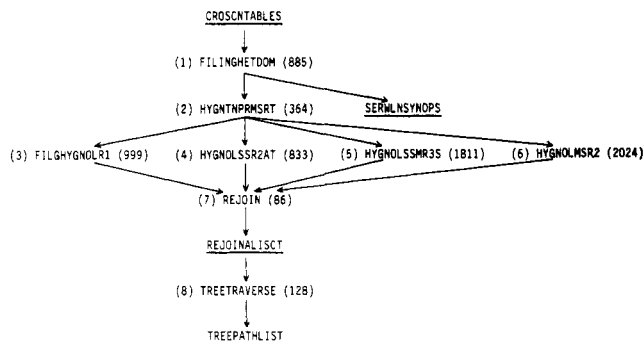 CROSCNTABLES
(1) FILINGHETDOM (885)
(2) HYGNTNPRMSRT (364) SERWLNSYNOPS
(3) FILGHYGNOLR1 (999) (4) HYGNOLSSR2AT (833) (5) HYGNOLSSMR3S (1811) (6) HYGNOLMSR2 (2024)
(7) REJOIN (86)
REJOINALISCT
(8) TREETRAVERSE (128)
TREEPATHLIST